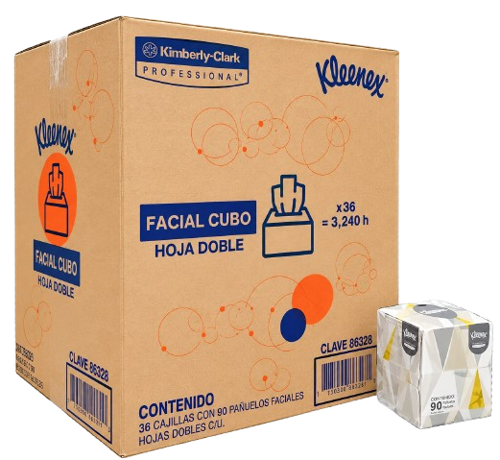 Kimberly-Clark
PROFESSIONAL*
Kleenex®
FACIAL CUBO
HOJA DOBLE
x36
= 3,240 h
CLAVE 86328
CONTENIDO
36 CAJILLAS CON 90 PAÑUELOS FACIALES
HOJAS DOBLES C/U.
Kleenex
FACIAL CUBO
HOJA DOBLE
CLAVE 86328
Kleenex
CONTENIDO
90